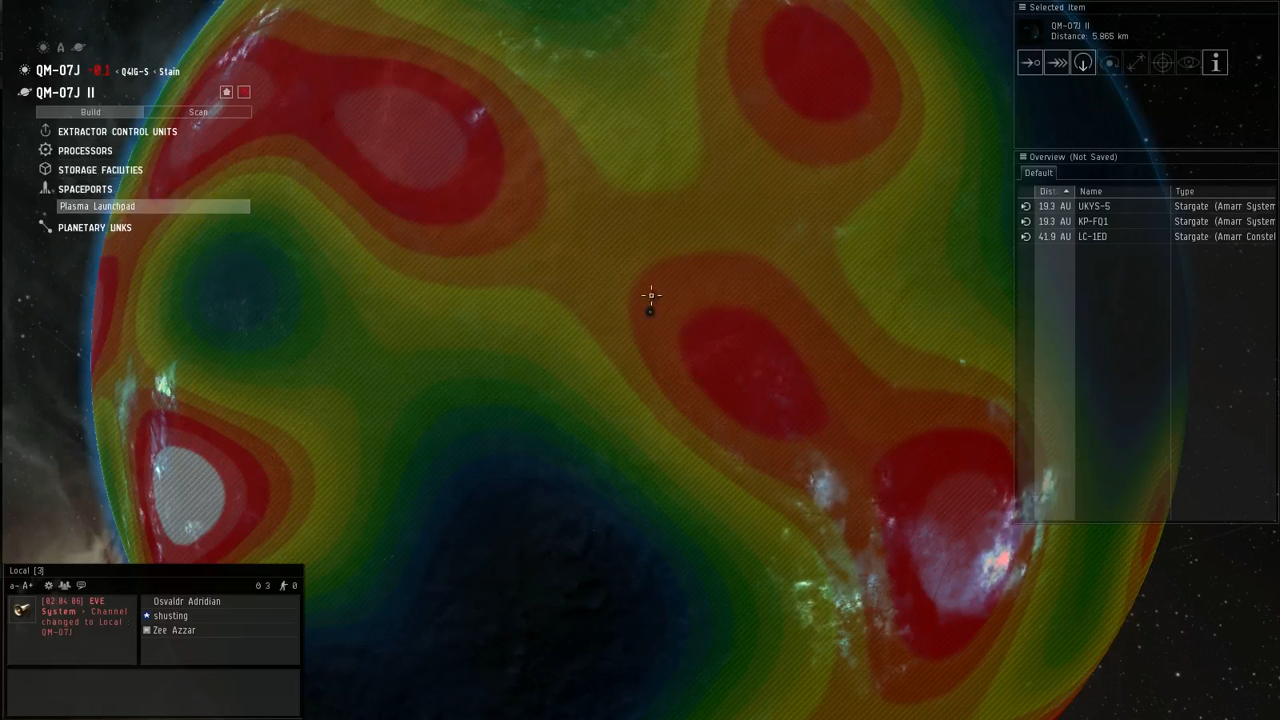 A
QM-07J -0.1 ‹ Q4IG-S ‹ Stain
QM-07J II
Build Scan
EXTRACTOR CONTROL UNITS
PROCESSORS
STORAGE FACILITIES
SPACEPORTS
Plasma Launchpad
PLANETARY LINKS
Selected Item
QM-07J II
Distance: 5.865 km
Overview (Not Saved)
Default
Dist. Name Type
19.3 AU UKYS-5 Stargate (Amarr System
19.3 AU KP-FQ1 Stargate (Amarr System
41.9 AU LC-1ED Stargate (Amarr Constel
Local [3]
a- A+ 3 0
[02:04:06] EVE
System > Channel
changed to Local :
QM-07J
Osvaldr Adridian
shusting
Zee Azzar